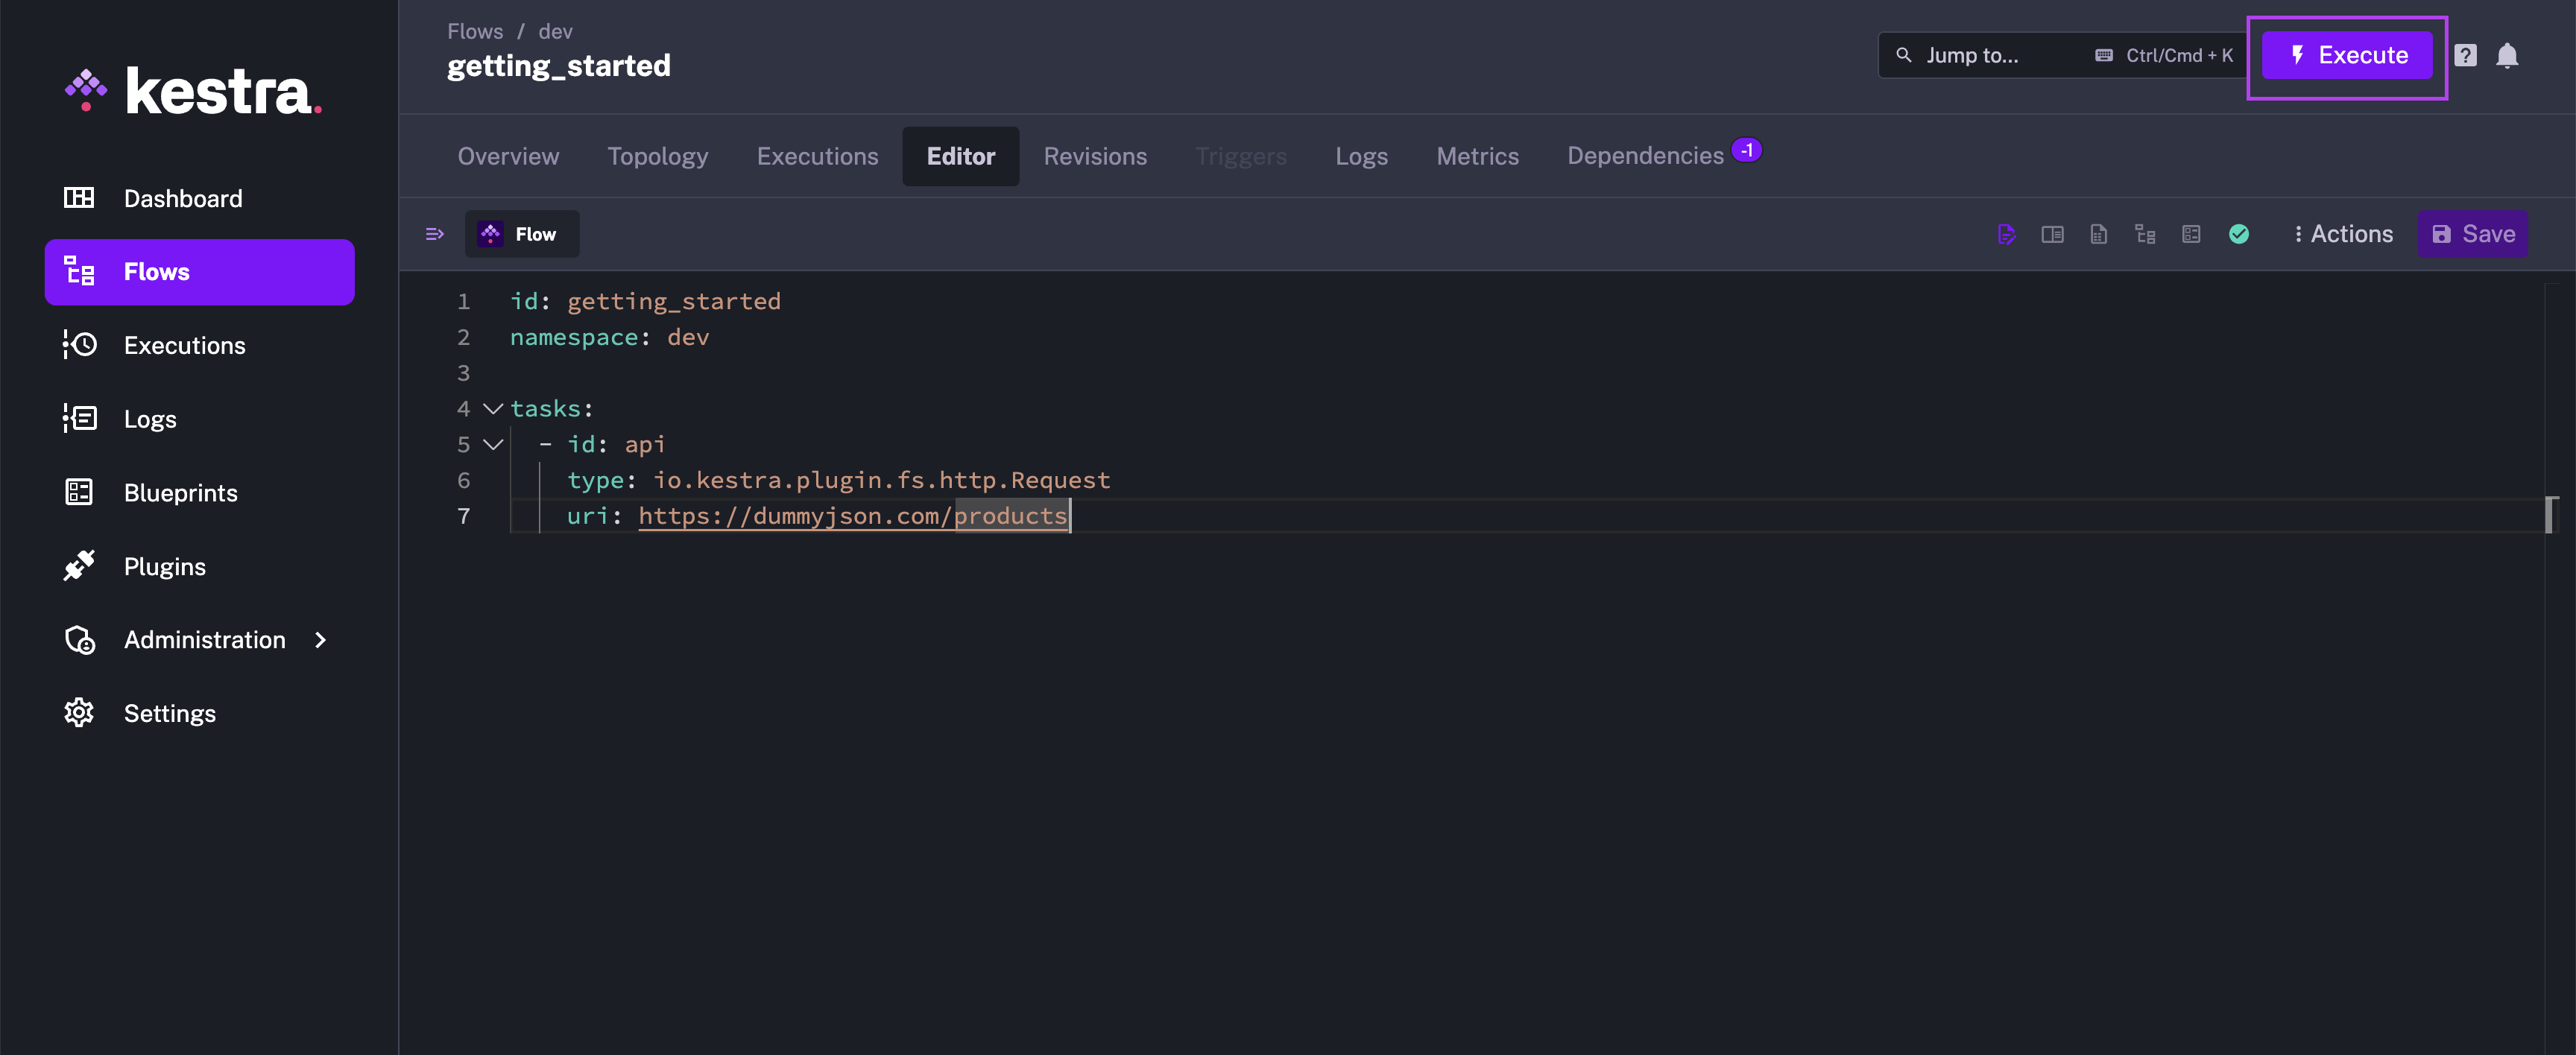 kestra.
Dashboard
Flows
Executions
Logs
Blueprints
Plugins
Administration
Settings
Flows / dev
getting_started
Jump to... Ctrl/Cmd + K
Execute
?
Overview Topology Executions Editor Revisions Triggers Logs Metrics Dependencies -1
Flow
Actions
Save
1 id: getting_started
2 namespace: dev
3
4 tasks:
5 - id: api
6 type: io.kestra.plugin.fs.http.Request
7 uri: https://dummyjson.com/products